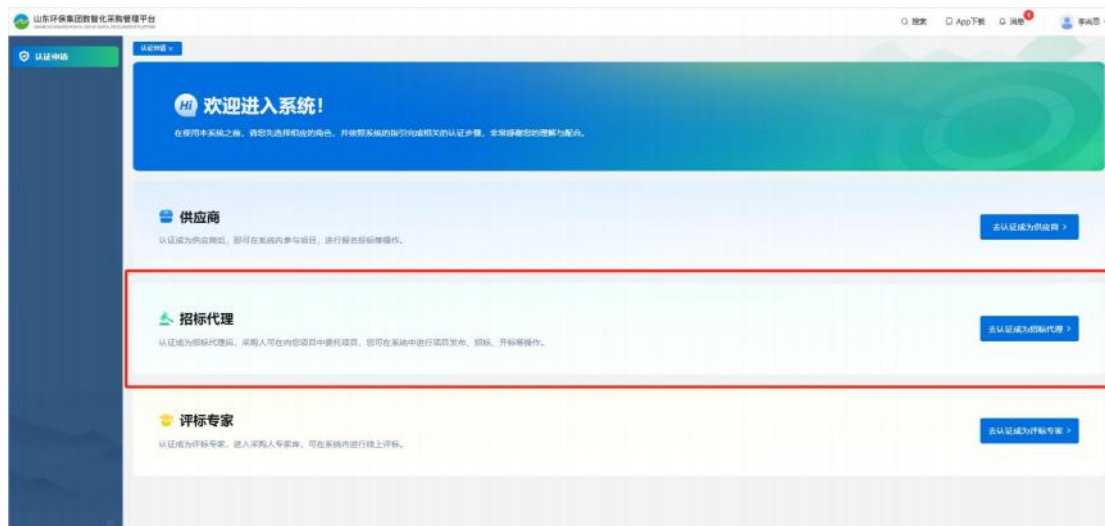 山东环保集团数智化采购管理平台
搜索 App下载 消息 1
认证申请
认证申请 ×
Hi 欢迎进入系统！
在使用本系统之前，请您先选择相应的角色，并依照系统的指引完成相关的认证步骤，非常感谢您的理解与配合。
供应商
认证成为供应商后，即可在系统内参与项目，进行报名投标等操作。
去认证成为供应商 >
招标代理
认证成为招标代理后，采购人可在向您项目中委托项目，您可在系统中进行项目发布、招标、开标等操作。
去认证成为招标代理 >
评标专家
认证成为评标专家，进入采购人专家库，可在系统内进行线上评标。
去认证成为评标专家 >